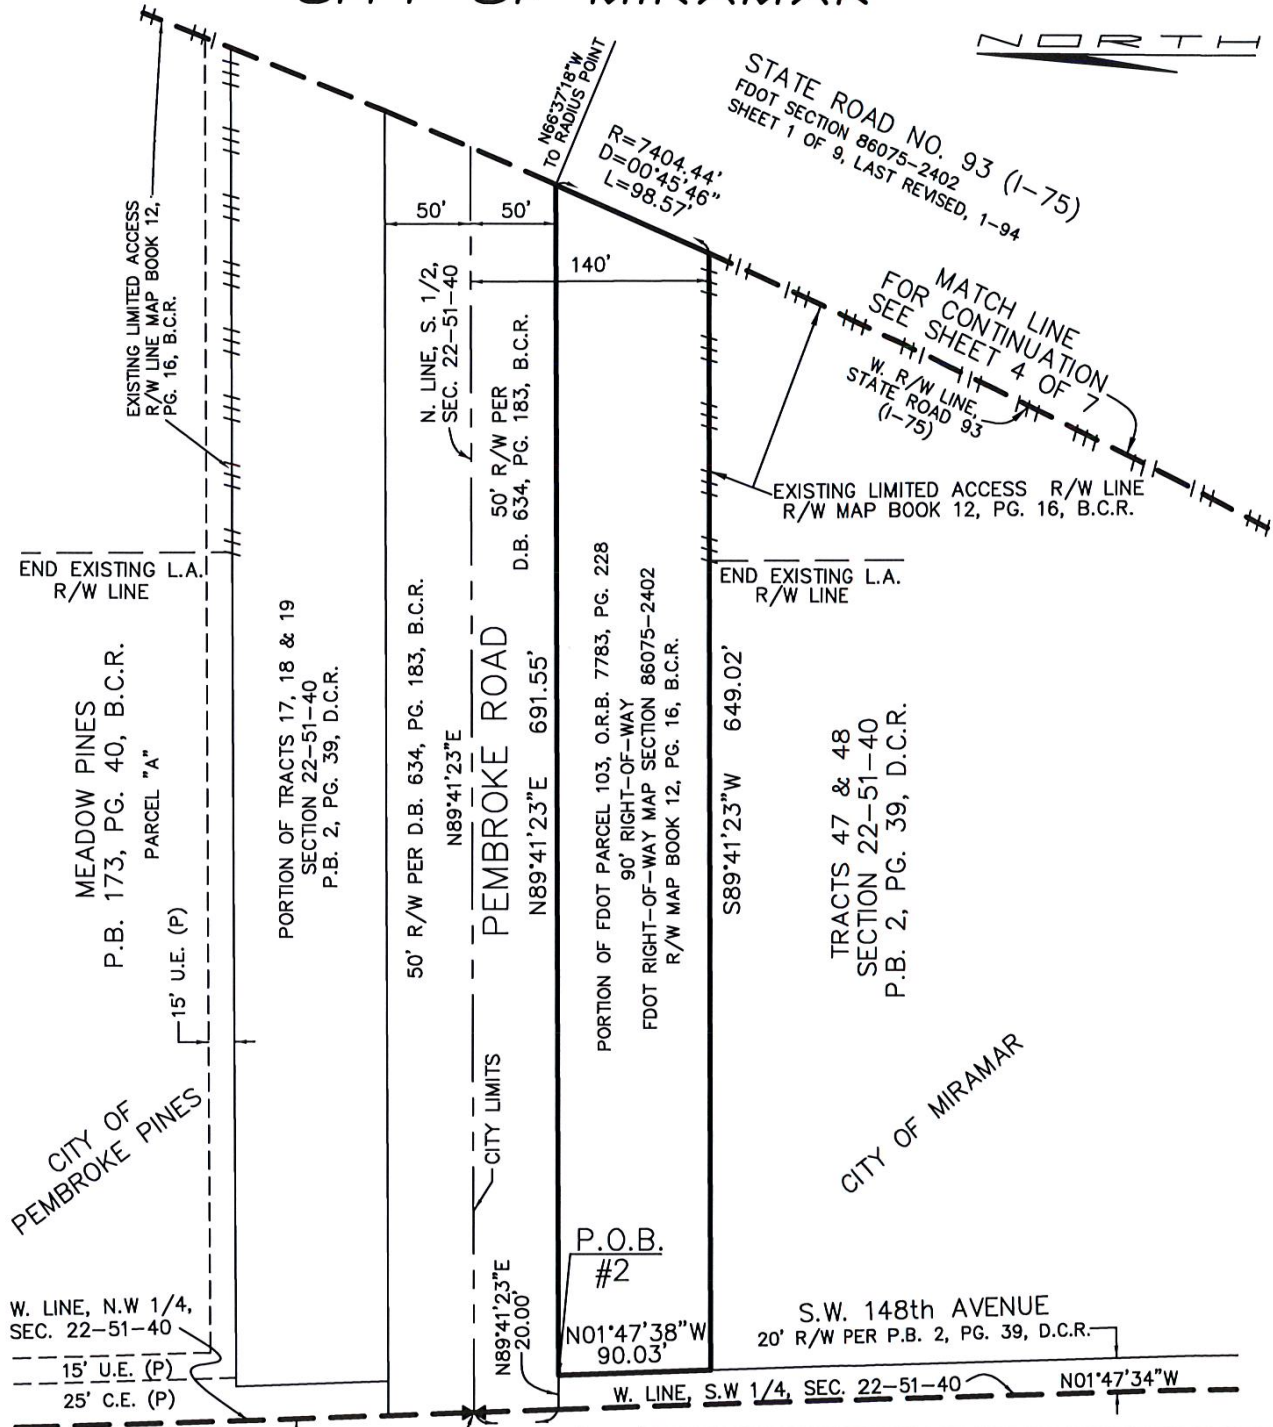 CITY OF MIRAMAR
NORTH
N66°37'18"W
TO RADIUS POINT
R=7404.44'
D=00°45'46"
L=98.57'
STATE ROAD NO. 93 (I-75)
FDOT SECTION 86075-2402
SHEET 1 OF 9, LAST REVISED, 1-94
EXISTING LIMITED ACCESS
R/W LINE MAP BOOK 12,
PG. 16, B.C.R.
50'
50'
140'
N. LINE, S. 1/2,
SEC. 22-51-40
50' R/W PER
D.B. 634, PG. 183, B.C.R.
MATCH LINE
FOR CONTINUATION
SEE SHEET 4 OF 7
W. R/W LINE,
STATE ROAD 93
(I-75)
EXISTING LIMITED ACCESS R/W LINE
R/W MAP BOOK 12, PG. 16, B.C.R.
END EXISTING L.A.
R/W LINE
END EXISTING L.A.
R/W LINE
MEADOW PINES
P.B. 173, PG. 40, B.C.R.
PARCEL "A"
PORTION OF TRACTS 17, 18 & 19
SECTION 22-51-40
P.B. 2, PG. 39, D.C.R.
50' R/W PER D.B. 634, PG. 183, B.C.R.
N89°41'23"E
PEMBROKE ROAD
N89°41'23"E 691.55'
PORTION OF FDOT PARCEL 103, O.R.B. 7783, PG. 228
90' RIGHT-OF-WAY
FDOT RIGHT-OF-WAY MAP SECTION 86075-2402
R/W MAP BOOK 12, PG. 16, B.C.R.
S89°41'23"W 649.02'
TRACTS 47 & 48
SECTION 22-51-40
P.B. 2, PG. 39, D.C.R.
15' U.E. (P)
CITY OF
PEMBROKE PINES
CITY LIMITS
CITY OF MIRAMAR
P.O.B.
#2
N89°41'23"E
20.00'
N01°47'38"W
90.03'
W. LINE, N.W 1/4,
SEC. 22-51-40
15' U.E. (P)
25' C.E. (P)
S.W. 148th AVENUE
20' R/W PER P.B. 2, PG. 39, D.C.R.
W. LINE, S.W 1/4, SEC. 22-51-40
N01°47'34"W